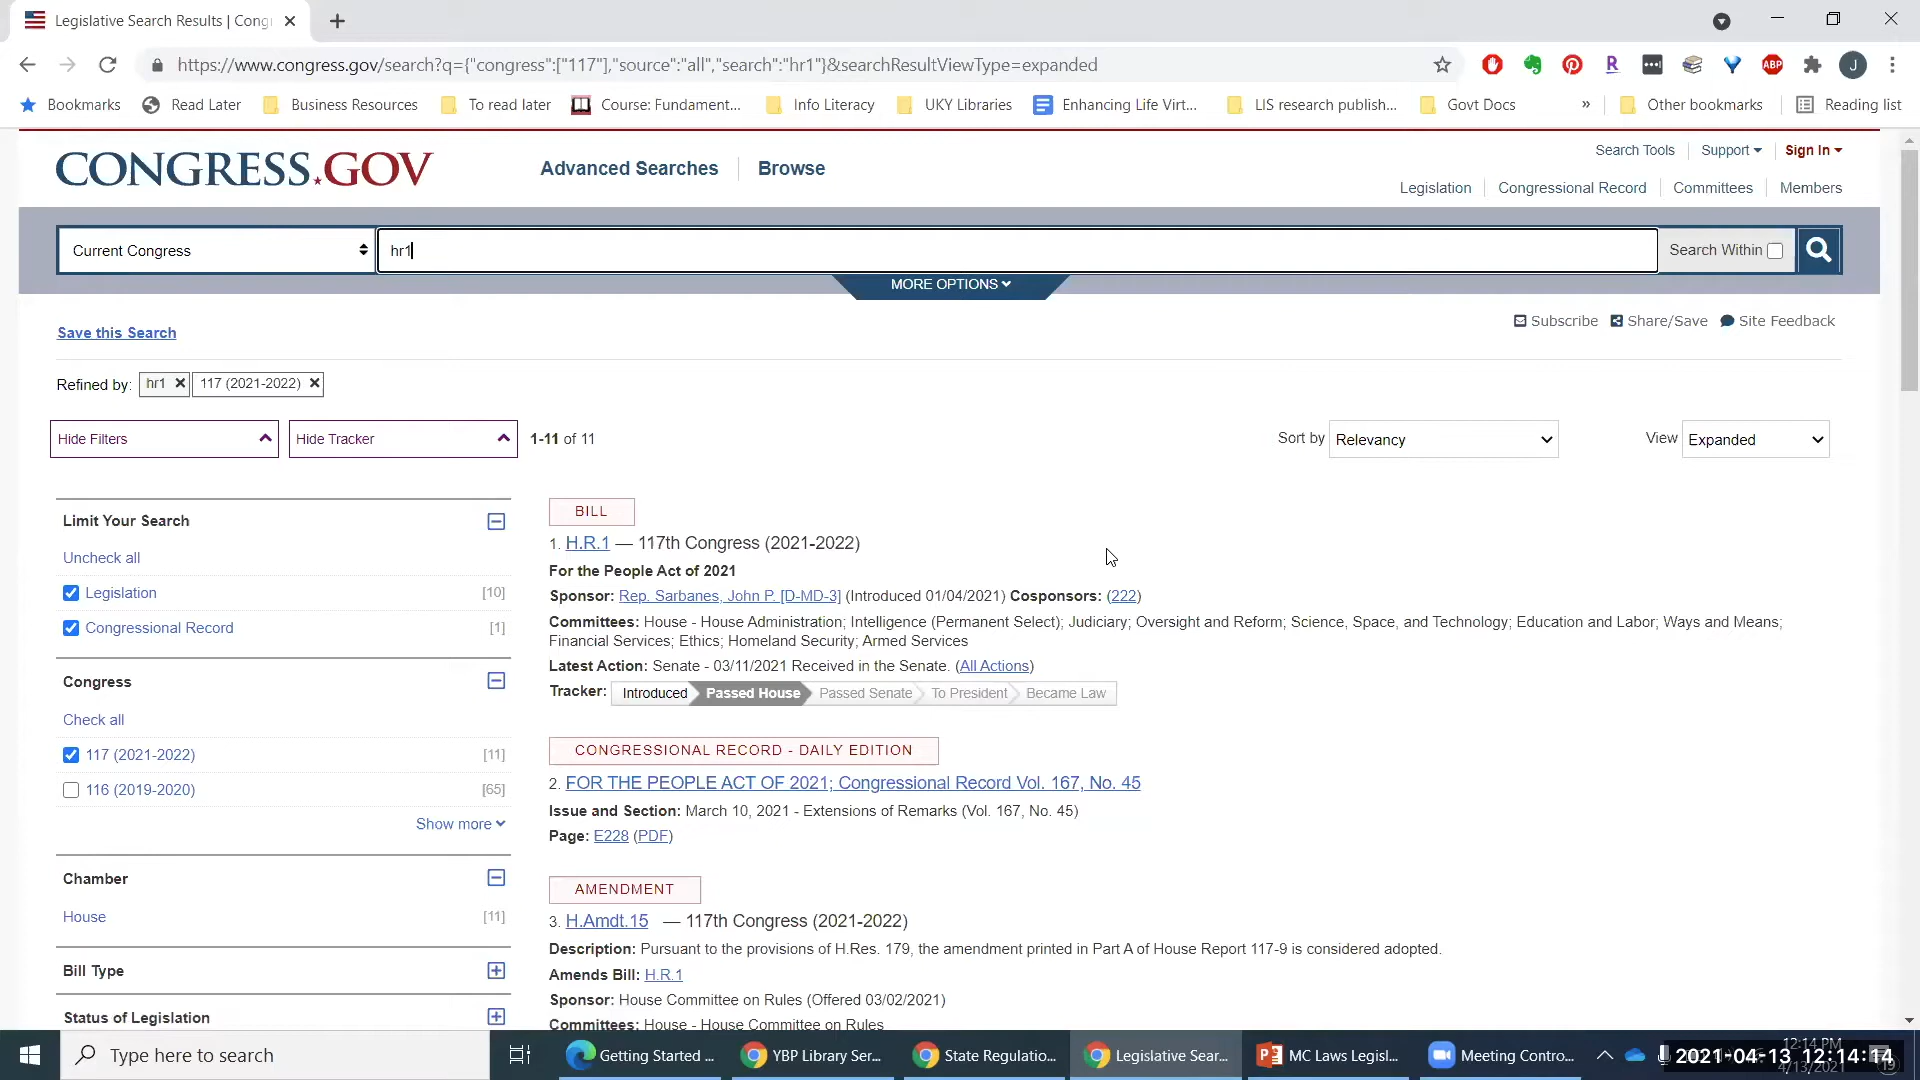 Legislative Search Results | Cong
https://www.congress.gov/search?q={"congress":["117"],"source":"all","search":"hr1"}&searchResultViewType=expanded
ABP
J
Bookmarks
Read Later
Business Resources
To read later
Course: Fundament...
Info Literacy
UKY Libraries
Enhancing Life Virt...
LIS research publish...
Govt Docs
»
Other bookmarks
Reading list
CONGRESS.GOV
Advanced Searches
Browse
Search Tools
Support
Sign In
Legislation
Congressional Record
Committees
Members
Current Congress
hr1
Search Within
MORE OPTIONS
Save this Search
Subscribe
Share/Save
Site Feedback
Refined by: hr1 × 117 (2021-2022) ×
Hide Filters
Hide Tracker
1-11 of 11
Sort by Relevancy
View Expanded
Limit Your Search
Uncheck all
Legislation [10]
Congressional Record [1]
Congress
Check all
117 (2021-2022) [11]
116 (2019-2020) [65]
Show more
Chamber
House [11]
Bill Type
Status of Legislation
BILL
1. H.R.1 — 117th Congress (2021-2022)
For the People Act of 2021
Sponsor: Rep. Sarbanes, John P. [D-MD-3] (Introduced 01/04/2021) Cosponsors: (222)
Committees: House - House Administration; Intelligence (Permanent Select); Judiciary; Oversight and Reform; Science, Space, and Technology; Education and Labor; Ways and Means;
Financial Services; Ethics; Homeland Security; Armed Services
Latest Action: Senate - 03/11/2021 Received in the Senate. (All Actions)
Tracker: Introduced Passed House Passed Senate To President Became Law
CONGRESSIONAL RECORD - DAILY EDITION
2. FOR THE PEOPLE ACT OF 2021; Congressional Record Vol. 167, No. 45
Issue and Section: March 10, 2021 - Extensions of Remarks (Vol. 167, No. 45)
Page: E228 (PDF)
AMENDMENT
3. H.Amdt.15 — 117th Congress (2021-2022)
Description: Pursuant to the provisions of H.Res. 179, the amendment printed in Part A of House Report 117-9 is considered adopted.
Amends Bill: H.R.1
Sponsor: House Committee on Rules (Offered 03/02/2021)
Committees: House - House Committee on Rules
Type here to search
Getting Started ...
YBP Library Ser...
State Regulatio...
Legislative Sear...
MC Laws Legisl...
Meeting Contro...
12:14 PM
2021-04-13 12:14:14
4/13/2021
19